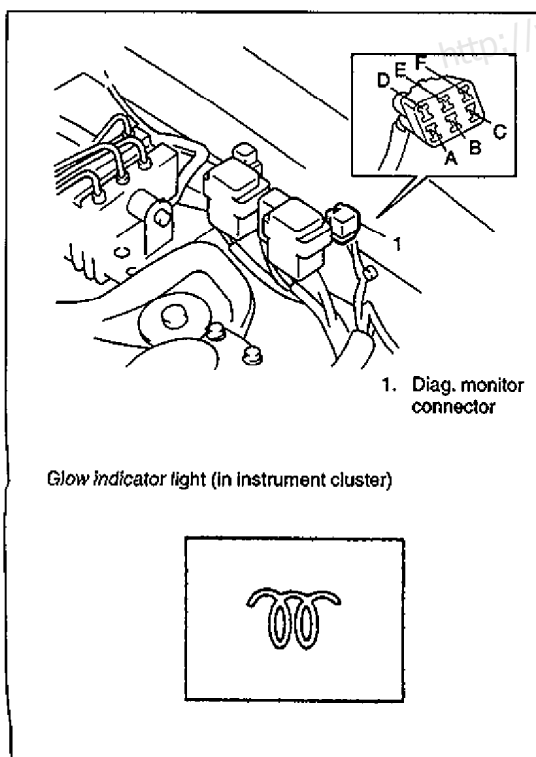 http://
D
E
F
C
B
A
1
1. Diag. monitor
connector
Glow indicator light (in instrument cluster)